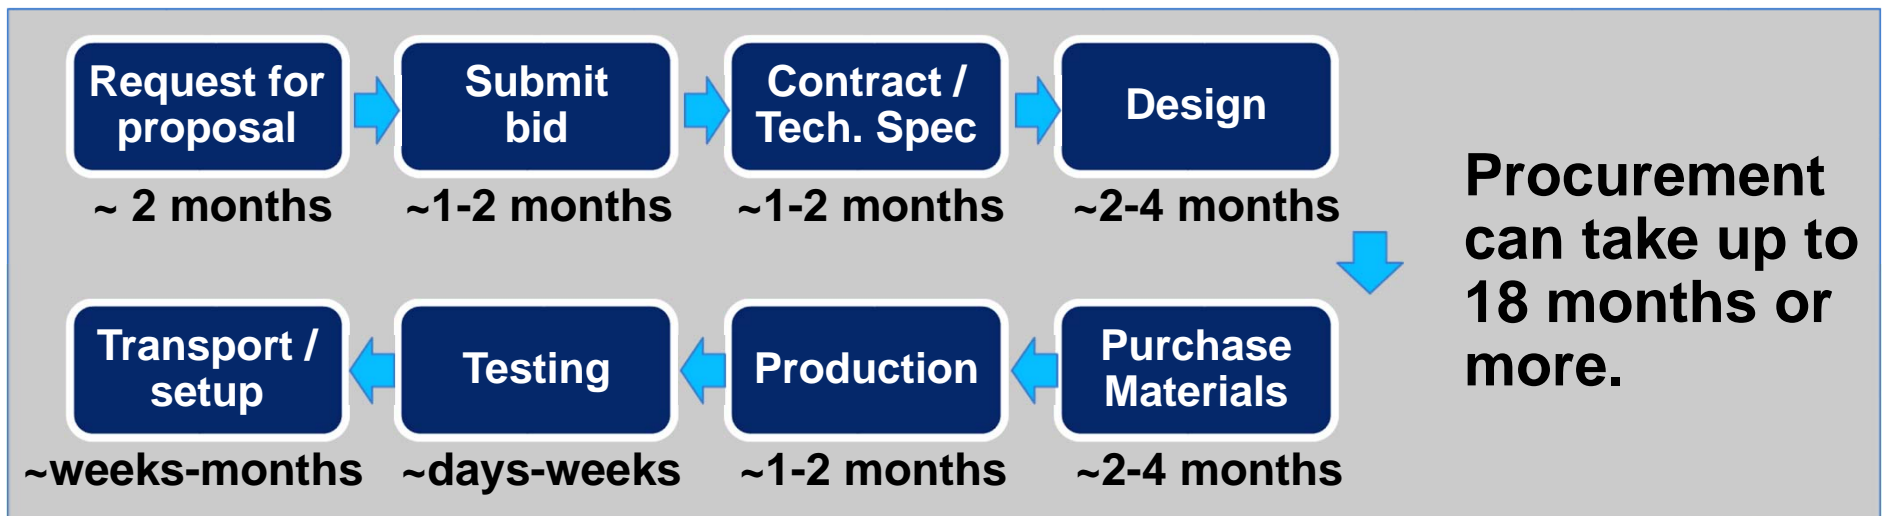 Request for
proposal
Submit
bid
Contract /
Tech. Spec
Design
~ 2 months
~1-2 months
~1-2 months
~2-4 months
Transport /
setup
Testing
Production
Purchase
Materials
~weeks-months
~days-weeks
~1-2 months
~2-4 months
Procurement
can take up to
18 months or
more.